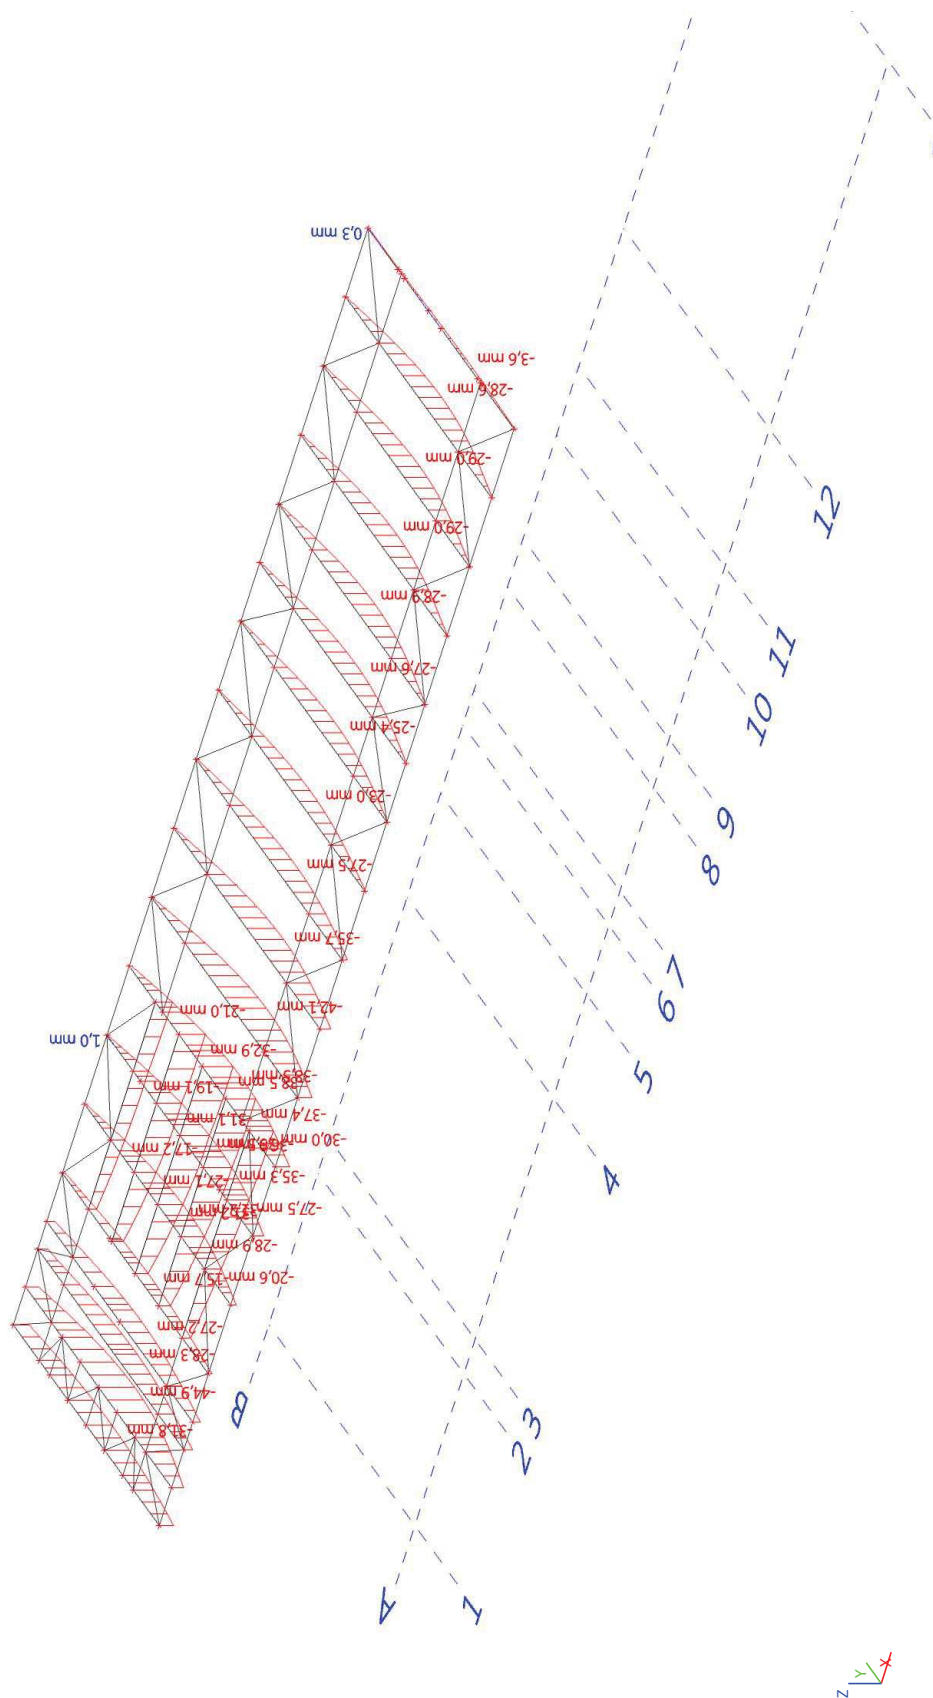 0,3 mm
-3,6 mm
-28,6 mm
-29,0 mm
-29,0 mm
-28,9 mm
-27,6 mm
-25,4 mm
-23,0 mm
-27,5 mm
-35,7 mm
-42,1 mm
-21,0 mm
1,0 mm
-32,9 mm
-38,5 mm
-38,5 mm
-19,1 mm
-37,4 mm
-31,1 mm
-30,0 mm
-17,2 mm
-35,3 mm
-27,1 mm
-27,5 mm
-28,9 mm
-20,6 mm
-15,7 mm
-27,2 mm
-28,3 mm
-44,9 mm
-31,8 mm
12
11
10
9
8
7
6
5
4
3
2
1
B
A
Z
Y
X